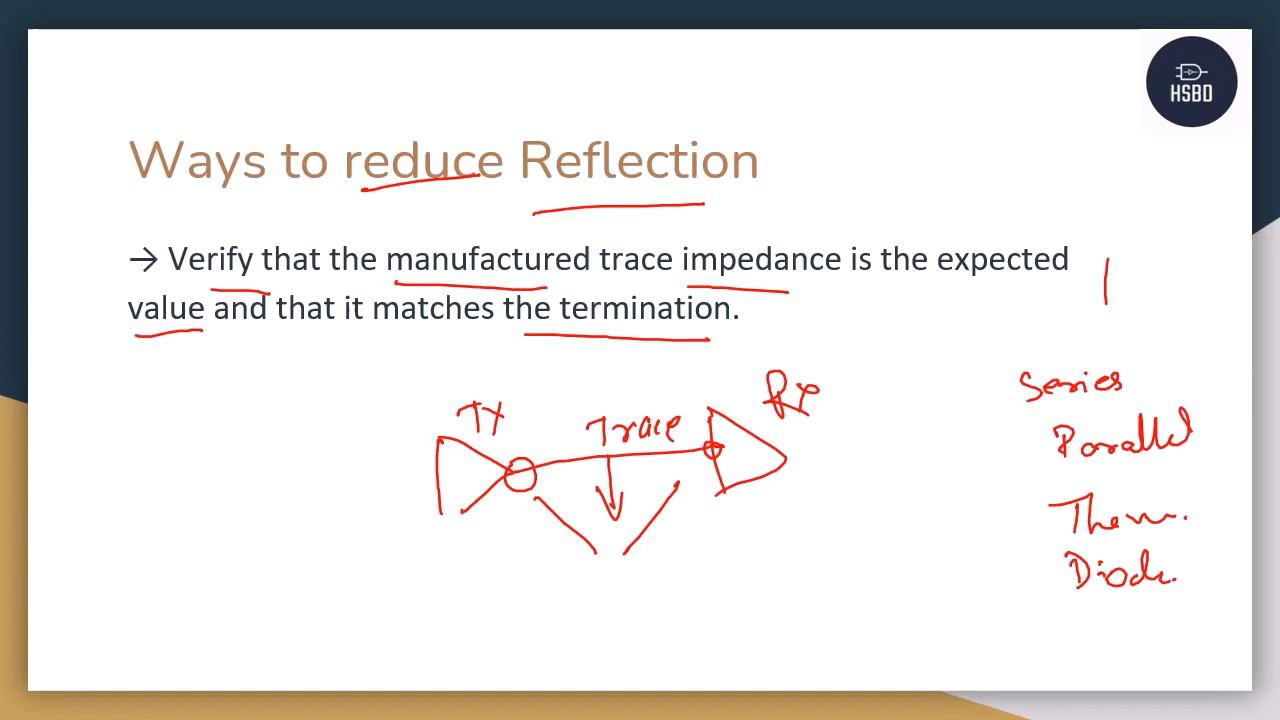 HSBD
Ways to reduce Reflection
→ Verify that the manufactured trace impedance is the expected
value and that it matches the termination.
TX
Trace
Rx
Series
Parallel
Diode.